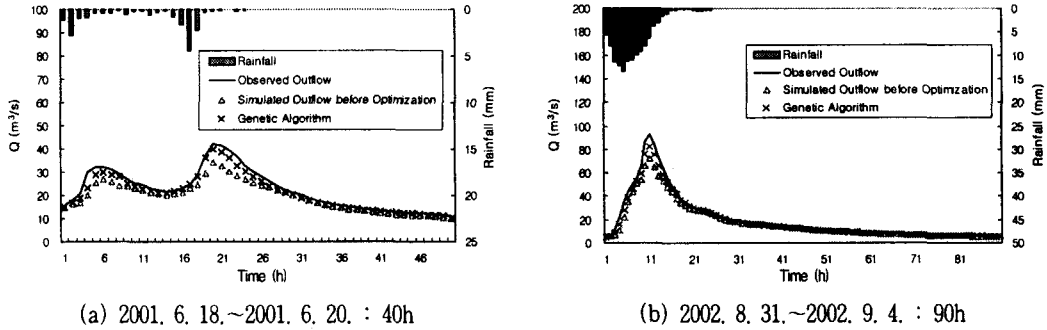 100
90
80
70
60
50
40
30
20
10
0
Q (m³/s)
0
5
10
15
20
25
Rainfall (mm)
Rainfall
Observed Outflow
Simulated Outflow before Optimization
Genetic Algorithm
1 6 11 16 21 26 31 36 41 46
Time (h)
(a) 2001. 6. 18.~2001. 6. 20. : 40h
200
180
160
140
120
100
80
60
40
20
0
Q (m³/s)
0
5
10
15
20
25
30
35
40
45
50
Rainfall (mm)
Rainfall
Observed Outflow
Simulated Outflow before Optimization
Genetic Algorithm
1 11 21 31 41 51 61 71 81
Time (h)
(b) 2002. 8. 31.~2002. 9. 4. : 90h